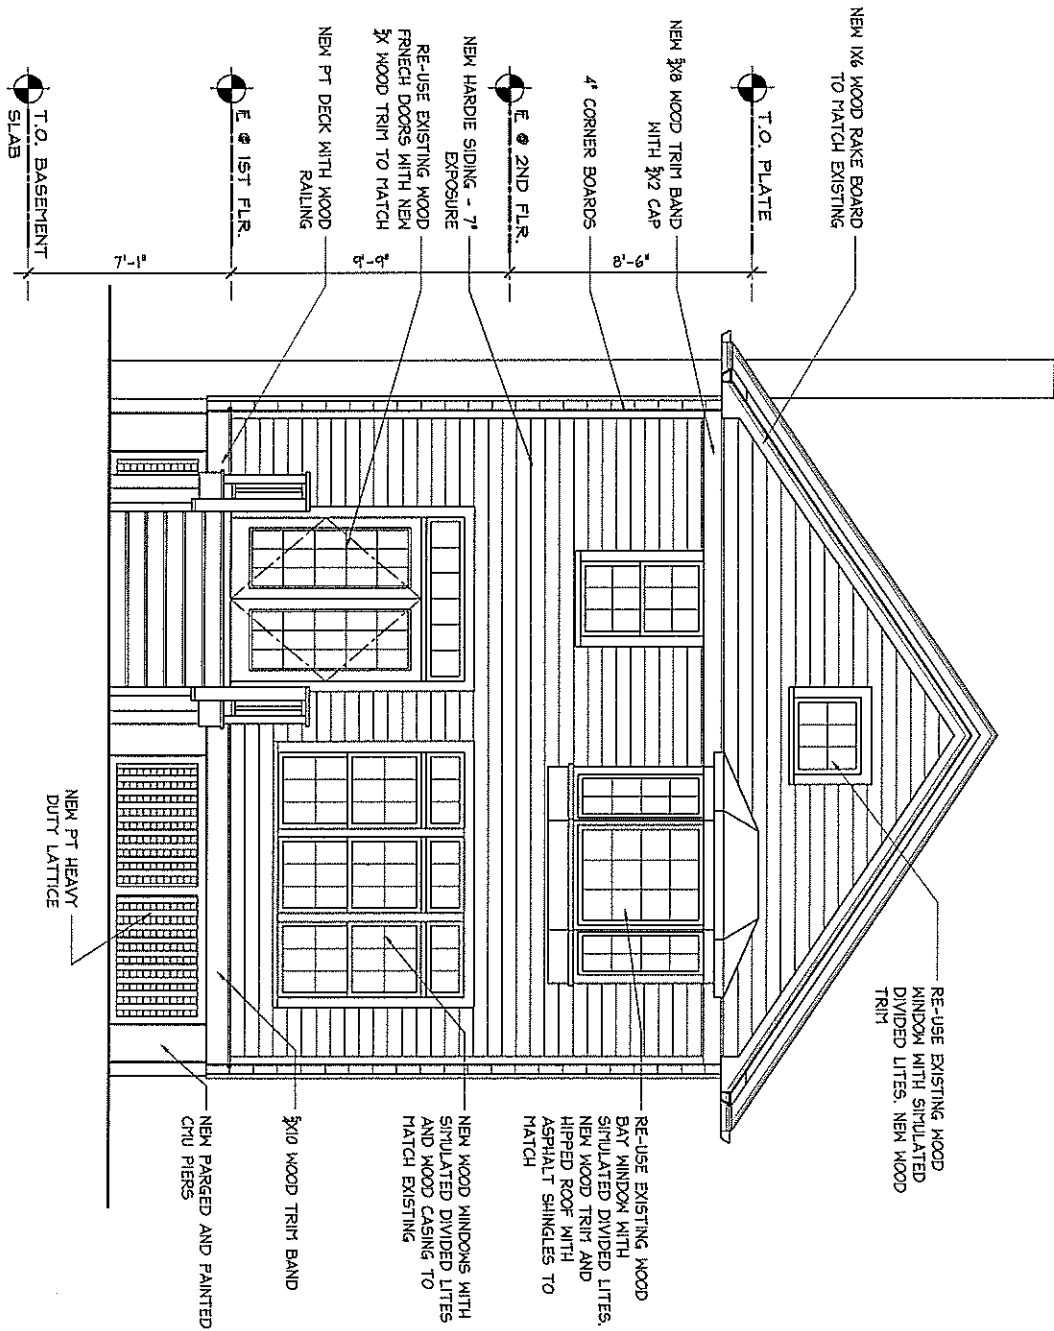 NEW 1X6 WOOD RAKE BOARD
TO MATCH EXISTING
T.O. PLATE
NEW 5/4X8 WOOD TRIM BAND
WITH 5/4X2 CAP
4" CORNER BOARDS
8'-6"
F @ 2ND FLR.
NEW HARDIE SIDING - 7"
EXPOSURE
RE-USE EXISTING WOOD
FRNECH DOORS WITH NEW
5/4X WOOD TRIM TO MATCH
9'-9"
NEW PT DECK WITH WOOD
RAILING
F @ 1ST FLR.
7'-1"
T.O. BASEMENT
SLAB
RE-USE EXISTING WOOD
WINDOW WITH SIMULATED
DIVIDED LITES. NEW WOOD
TRIM
RE-USE EXISTING WOOD
BAY WINDOW WITH
SIMULATED DIVIDED LITES.
NEW WOOD TRIM AND
HIPPED ROOF WITH
ASPHALT SHINGLES TO
MATCH
NEW WOOD WINDOWS WITH
SIMULATED DIVIDED LITES
AND WOOD CASING TO
MATCH EXISTING
5/4X10 WOOD TRIM BAND
NEW PARGED AND PAINTED
CMU PIERS
NEW PT HEAVY
DUTY LATTICE